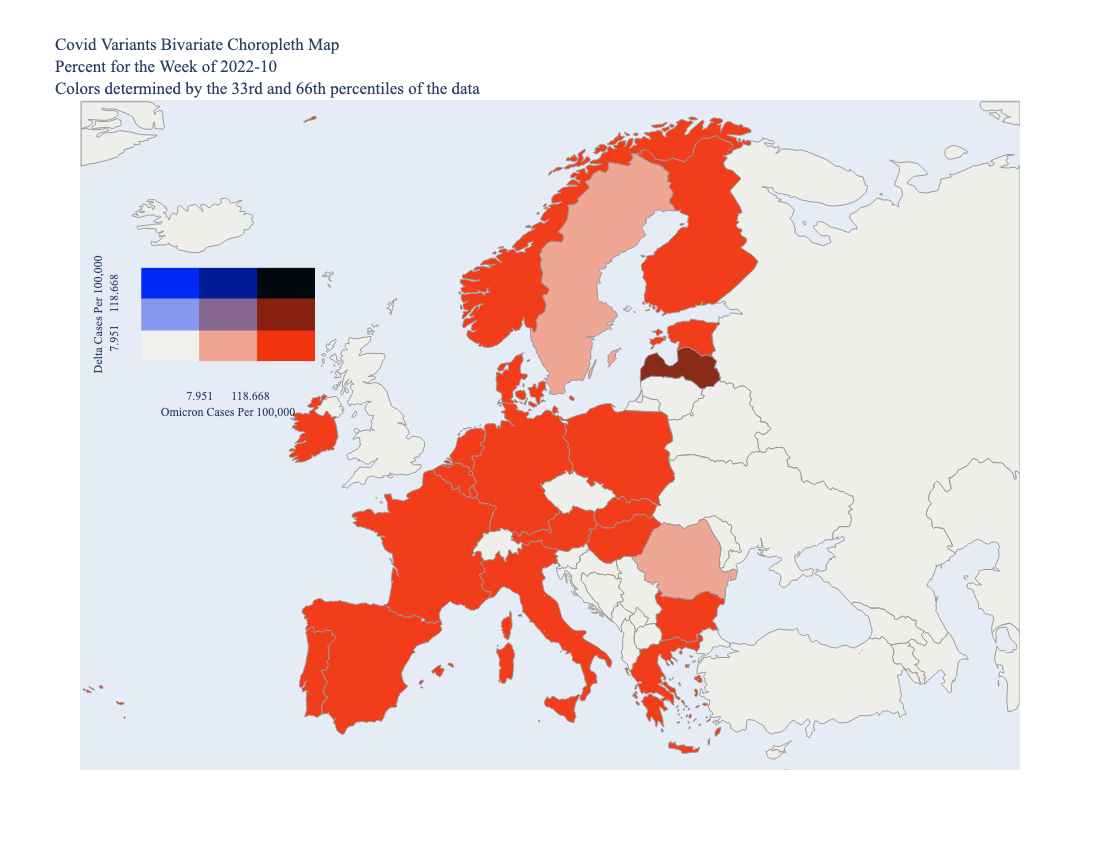 Covid Variants Bivariate Choropleth Map
Percent for the Week of 2022-10
Colors determined by the 33rd and 66th percentiles of the data
Delta Cases Per 100,000
7.951 118.668
7.951 118.668
Omicron Cases Per 100,000